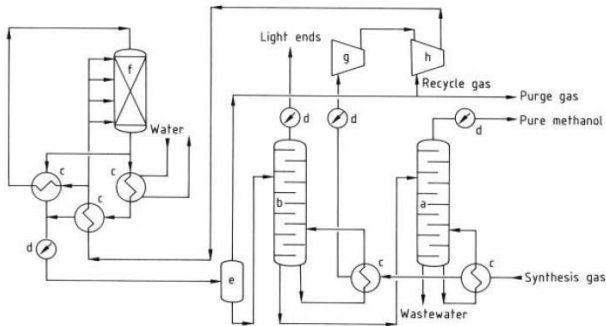 Light ends
g
h
f
Recycle gas
Purge gas
Water
d
d
d
Pure methanol
c
c
c
b
a
d
e
c
c
Synthesis gas
Wastewater